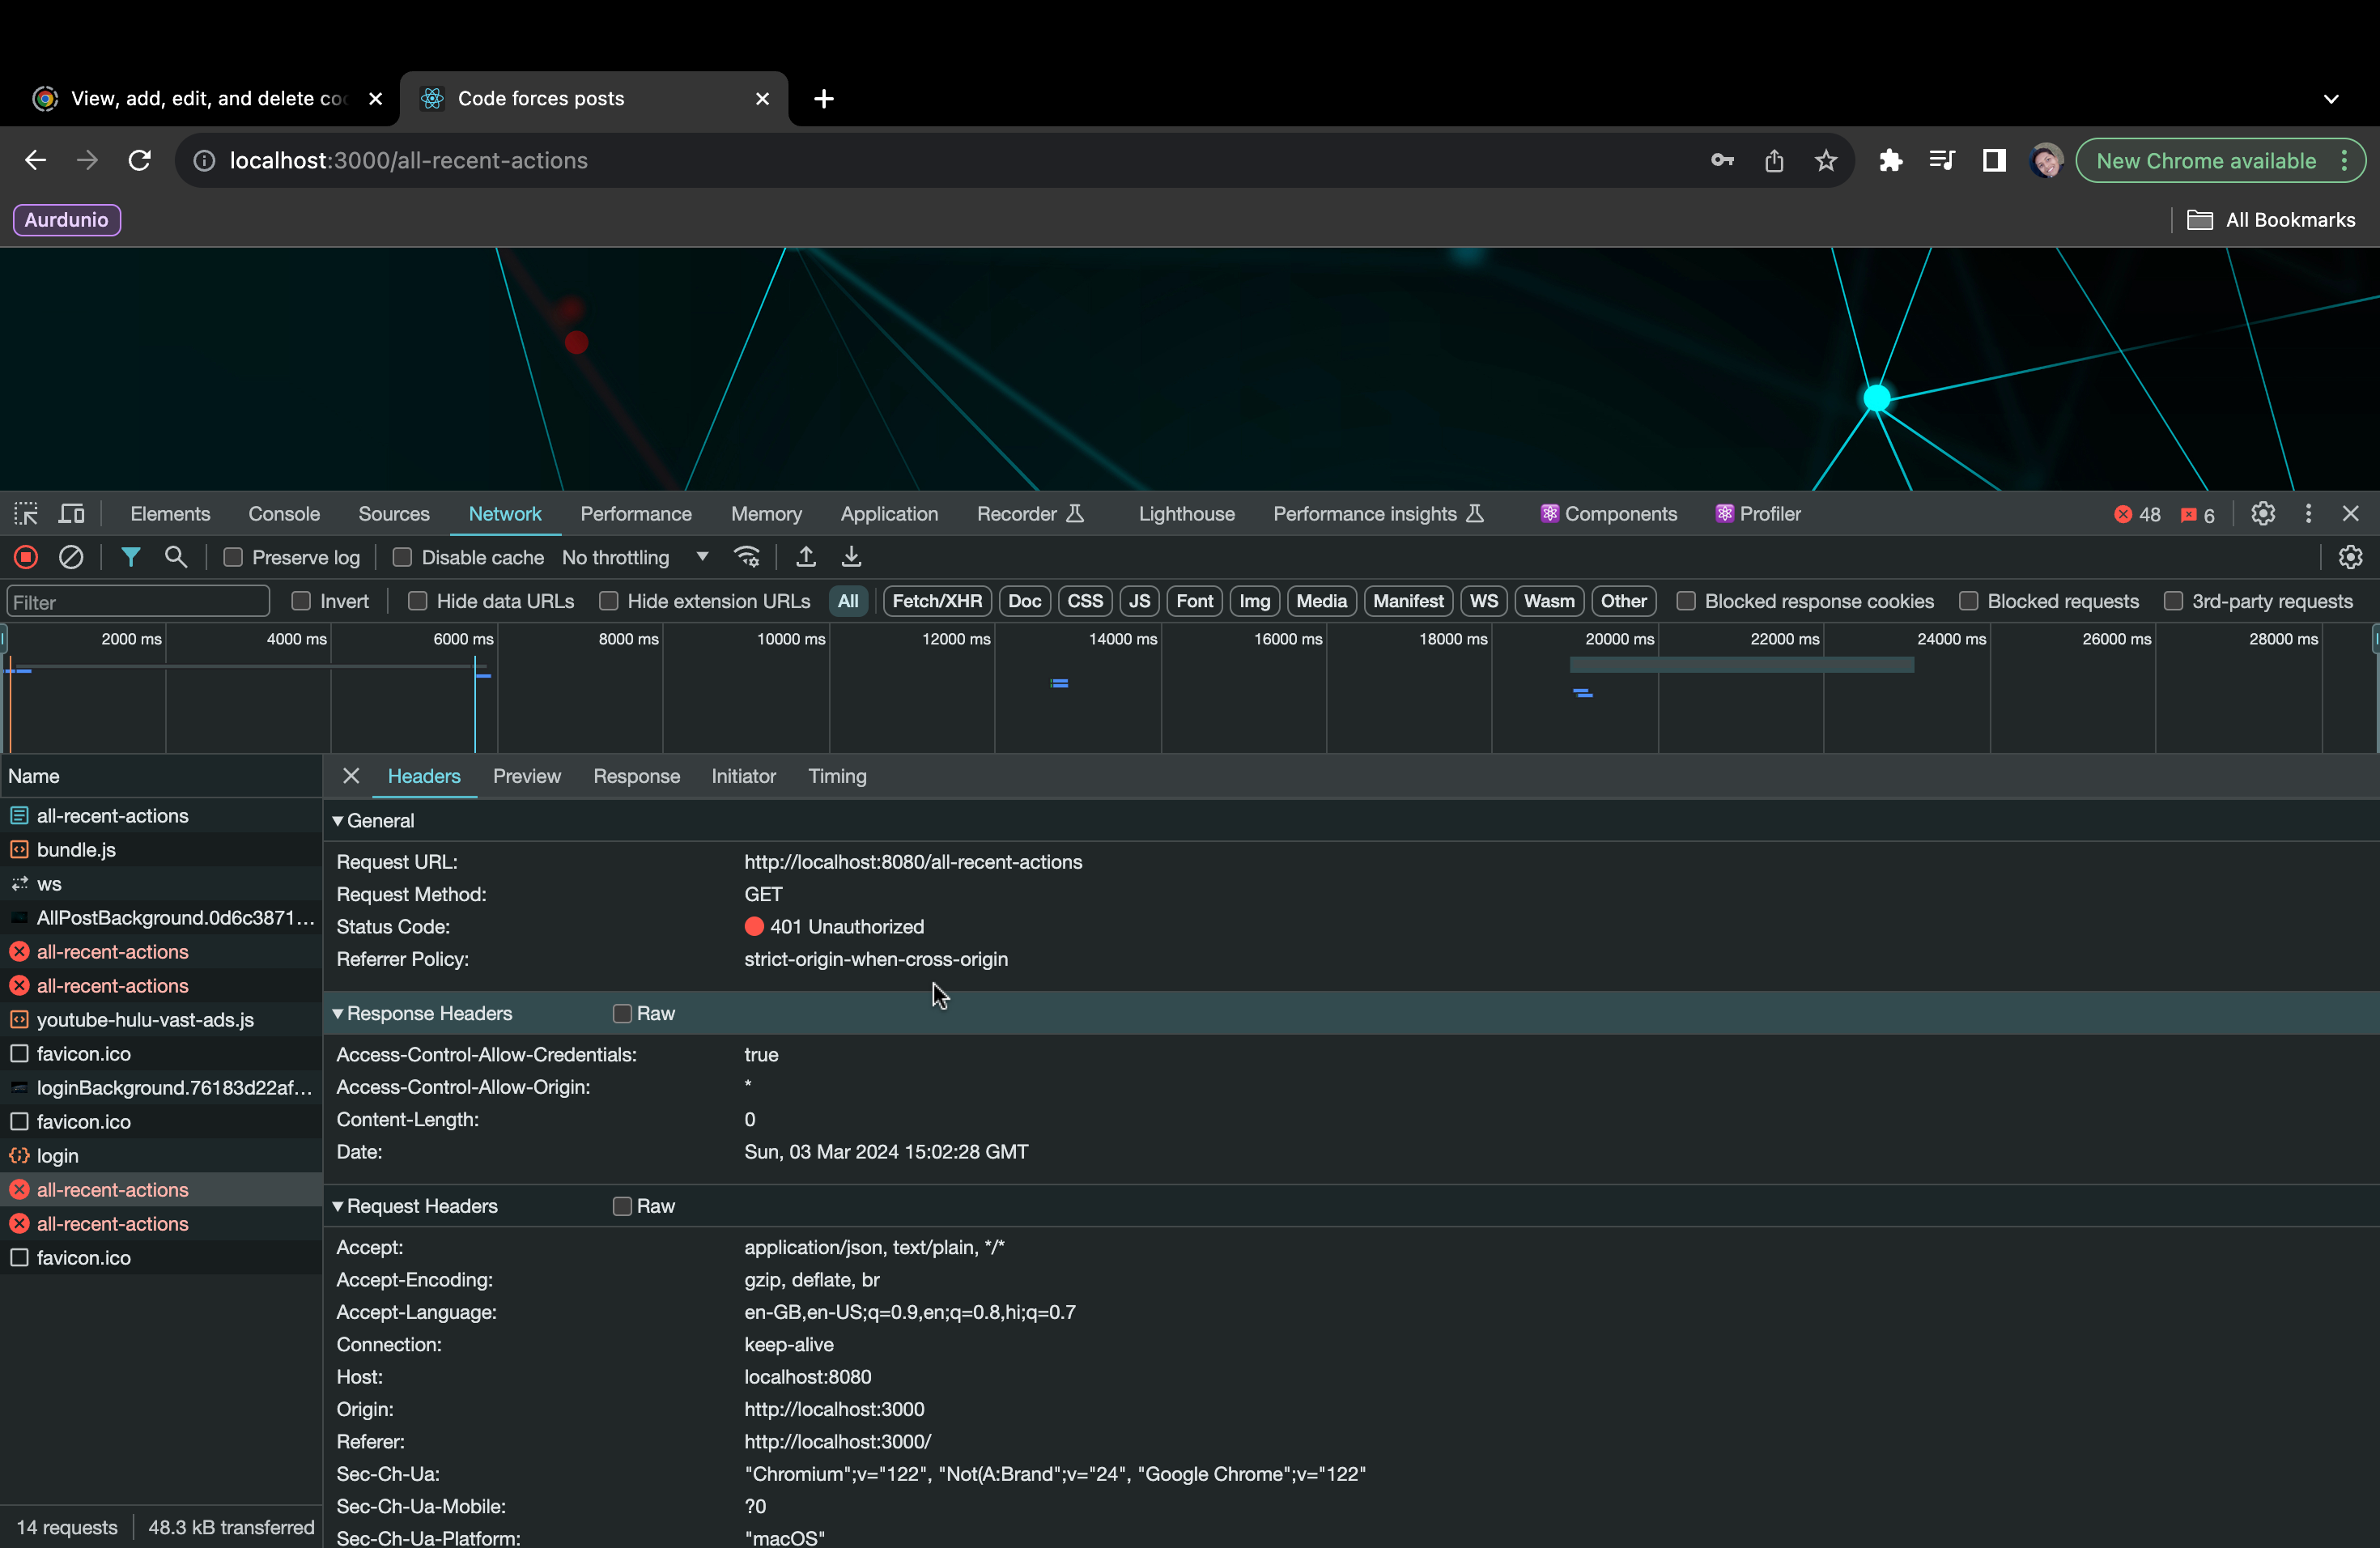 View, add, edit, and delete coo
Code forces posts
localhost:3000/all-recent-actions
New Chrome available
Aurdunio
All Bookmarks
Elements Console Sources Network Performance Memory Application Recorder Lighthouse Performance insights Components Profiler 48 6
Preserve log Disable cache No throttling
Filter Invert Hide data URLs Hide extension URLs All Fetch/XHR Doc CSS JS Font Img Media Manifest WS Wasm Other Blocked response cookies Blocked requests 3rd-party requests
2000 ms 4000 ms 6000 ms 8000 ms 10000 ms 12000 ms 14000 ms 16000 ms 18000 ms 20000 ms 22000 ms 24000 ms 26000 ms 28000 ms
Name
all-recent-actions
bundle.js
ws
AllPostBackground.0d6c3871...
all-recent-actions
all-recent-actions
youtube-hulu-vast-ads.js
favicon.ico
loginBackground.76183d22af...
favicon.ico
login
all-recent-actions
all-recent-actions
favicon.ico
14 requests 48.3 kB transferred
Headers Preview Response Initiator Timing
General
Request URL: http://localhost:8080/all-recent-actions
Request Method: GET
Status Code: 401 Unauthorized
Referrer Policy: strict-origin-when-cross-origin
Response Headers Raw
Access-Control-Allow-Credentials: true
Access-Control-Allow-Origin: *
Content-Length: 0
Date: Sun, 03 Mar 2024 15:02:28 GMT
Request Headers Raw
Accept: application/json, text/plain, */*
Accept-Encoding: gzip, deflate, br
Accept-Language: en-GB,en-US;q=0.9,en;q=0.8,hi;q=0.7
Connection: keep-alive
Host: localhost:8080
Origin: http://localhost:3000
Referer: http://localhost:3000/
Sec-Ch-Ua: "Chromium";v="122", "Not(A:Brand";v="24", "Google Chrome";v="122"
Sec-Ch-Ua-Mobile: ?0
Sec-Ch-Ua-Platform: "macOS"